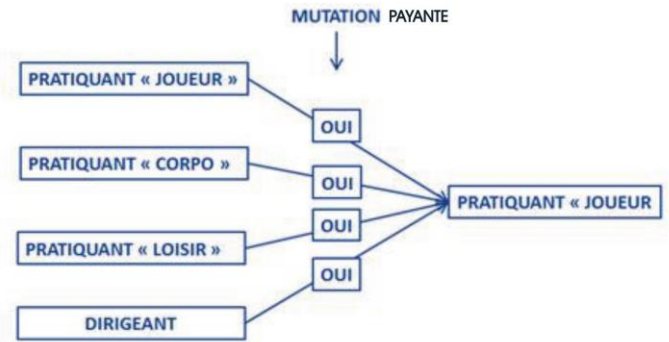 MUTATION PAYANTE
PRATIQUANT « JOUEUR »
OUI
PRATIQUANT « CORPO »
OUI
PRATIQUANT « JOUEUR
OUI
PRATIQUANT « LOISIR »
OUI
DIRIGEANT